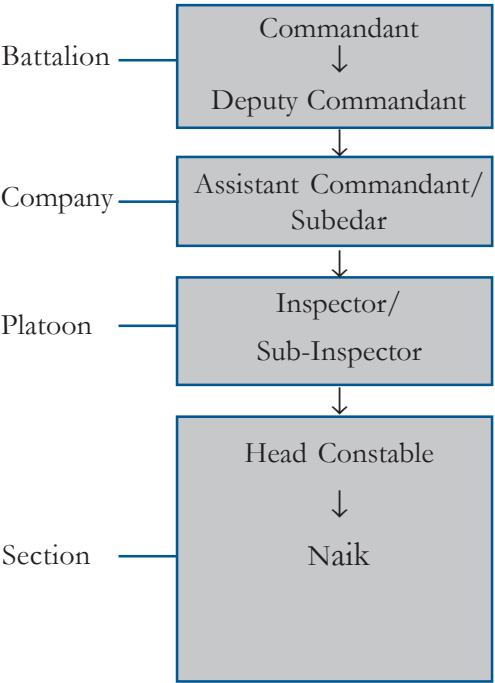 Battalion
Commandant
↓
Deputy Commandant
↓
Company
Assistant Commandant/
Subedar
↓
Platoon
Inspector/
Sub-Inspector
↓
Section
Head Constable
↓
Naik